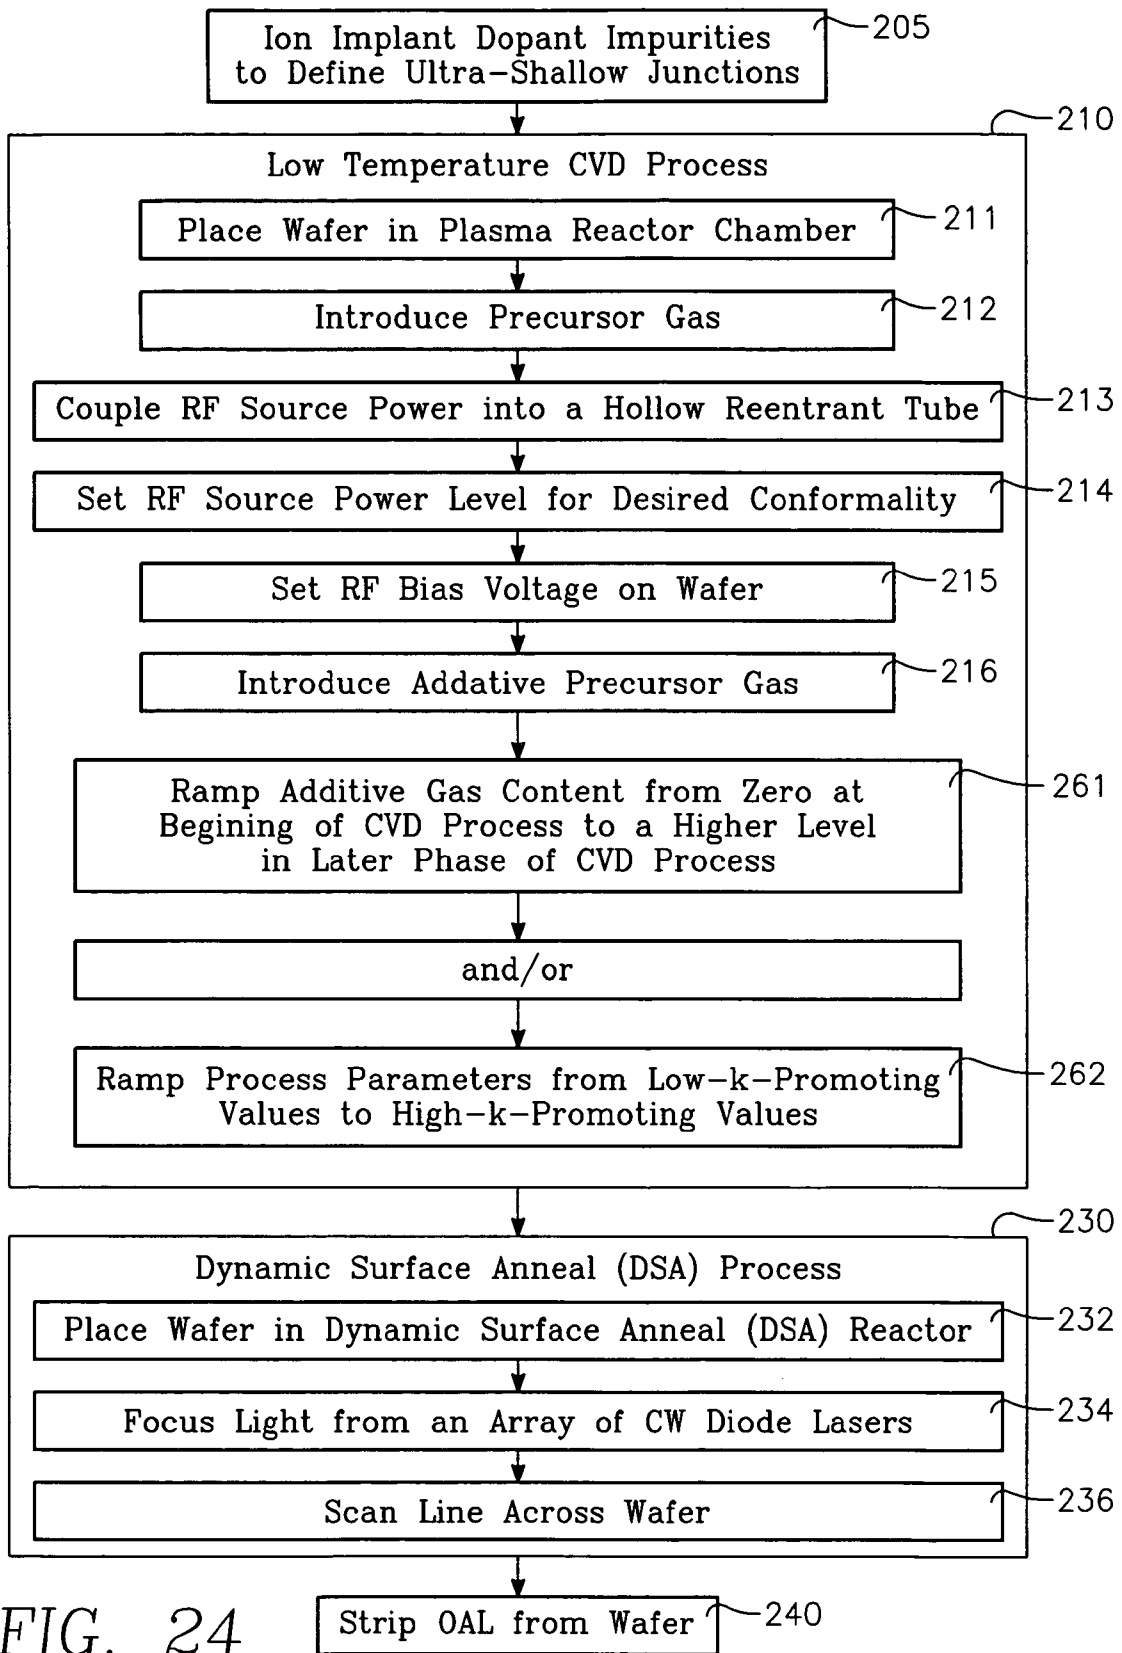 Ion Implant Dopant Impurities
to Define Ultra-Shallow Junctions
205
210
Low Temperature CVD Process
Place Wafer in Plasma Reactor Chamber
211
Introduce Precursor Gas
212
Couple RF Source Power into a Hollow Reentrant Tube
213
Set RF Source Power Level for Desired Conformality
214
Set RF Bias Voltage on Wafer
215
Introduce Addative Precursor Gas
216
Ramp Additive Gas Content from Zero at
Begining of CVD Process to a Higher Level
in Later Phase of CVD Process
261
and/or
Ramp Process Parameters from Low-k-Promoting
Values to High-k-Promoting Values
262
230
Dynamic Surface Anneal (DSA) Process
Place Wafer in Dynamic Surface Anneal (DSA) Reactor
232
Focus Light from an Array of CW Diode Lasers
234
Scan Line Across Wafer
236
Strip OAL from Wafer
240
FIG. 24